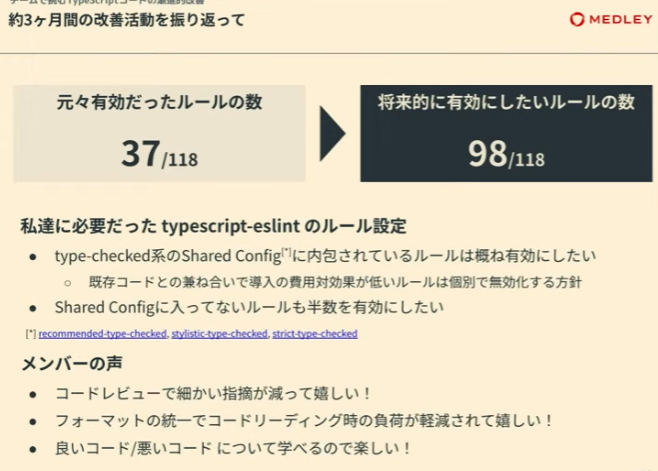 チームで挑むTypeScriptコードの漸進的改善
約3ヶ月間の改善活動を振り返って
MEDLEY
元々有効だったルールの数
37/118
将来的に有効にしたいルールの数
98/118
私達に必要だった typescript-eslint のルール設定
● type-checked系のShared Config[*]に内包されているルールは概ね有効にしたい
○ 既存コードとの兼ね合いで導入の費用対効果が低いルールは個別で無効化する方針
● Shared Configに入ってないルールも半数を有効にしたい
[*] recommended-type-checked, stylistic-type-checked, strict-type-checked
メンバーの声
● コードレビューで細かい指摘が減って嬉しい！
● フォーマットの統一でコードリーディング時の負荷が軽減されて嬉しい！
● 良いコード/悪いコード について学べるので楽しい！